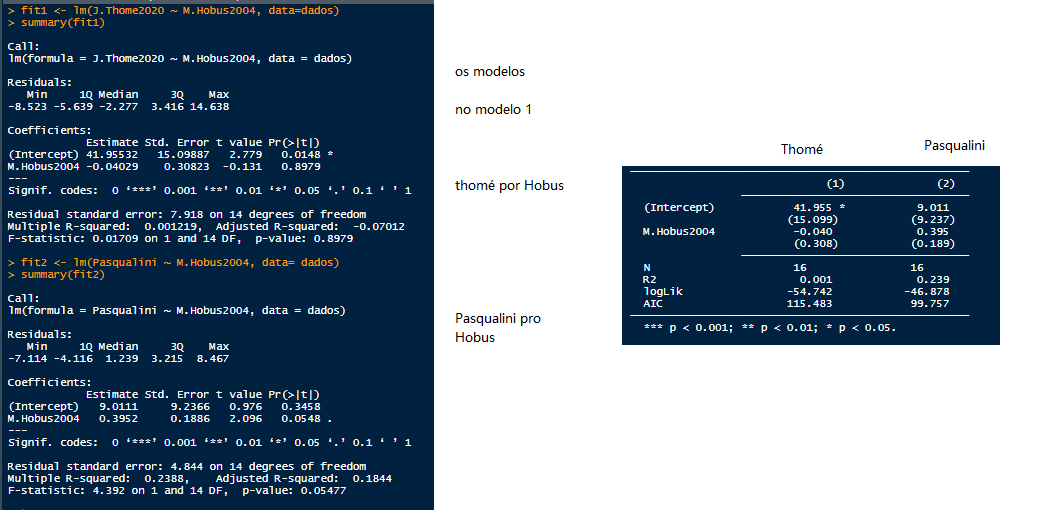 > fit1 <- lm(J.Thome2020 ~ M.Hobus2004, data=dados)
> summary(fit1)
Call:
lm(formula = J.Thome2020 ~ M.Hobus2004, data = dados)
Residuals:
Min 1Q Median 3Q Max
-8.523 -5.639 -2.277 3.416 14.638
Coefficients:
Estimate Std. Error t value Pr(>|t|)
(Intercept) 41.95532 15.09887 2.779 0.0148 *
M.Hobus2004 -0.04029 0.30823 -0.131 0.8979
---
Signif. codes: 0 ‘***’ 0.001 ‘**’ 0.01 ‘*’ 0.05 ‘.’ 0.1 ‘ ’ 1
Residual standard error: 7.918 on 14 degrees of freedom
Multiple R-squared: 0.001219, Adjusted R-squared: -0.07012
F-statistic: 0.01709 on 1 and 14 DF, p-value: 0.8979
> fit2 <- lm(Pasqualini ~ M.Hobus2004, data= dados)
> summary(fit2)
Call:
lm(formula = Pasqualini ~ M.Hobus2004, data = dados)
Residuals:
Min 1Q Median 3Q Max
-7.114 -4.116 1.239 3.215 8.467
Coefficients:
Estimate Std. Error t value Pr(>|t|)
(Intercept) 9.0111 9.2366 0.976 0.3458
M.Hobus2004 0.3952 0.1886 2.096 0.0548 .
---
Signif. codes: 0 ‘***’ 0.001 ‘**’ 0.01 ‘*’ 0.05 ‘.’ 0.1 ‘ ’ 1
Residual standard error: 4.844 on 14 degrees of freedom
Multiple R-squared: 0.2388, Adjusted R-squared: 0.1844
F-statistic: 4.392 on 1 and 14 DF, p-value: 0.05477
os modelos
no modelo 1
thomé por Hobus
Pasqualini pro
Hobus
Thomé Pasqualini
(1) (2)
(Intercept) 41.955 * 9.011
(15.099) (9.237)
M.Hobus2004 -0.040 0.395
(0.308) (0.189)
N 16 16
R2 0.001 0.239
logLik -54.742 -46.878
AIC 115.483 99.757
*** p < 0.001; ** p < 0.01; * p < 0.05.